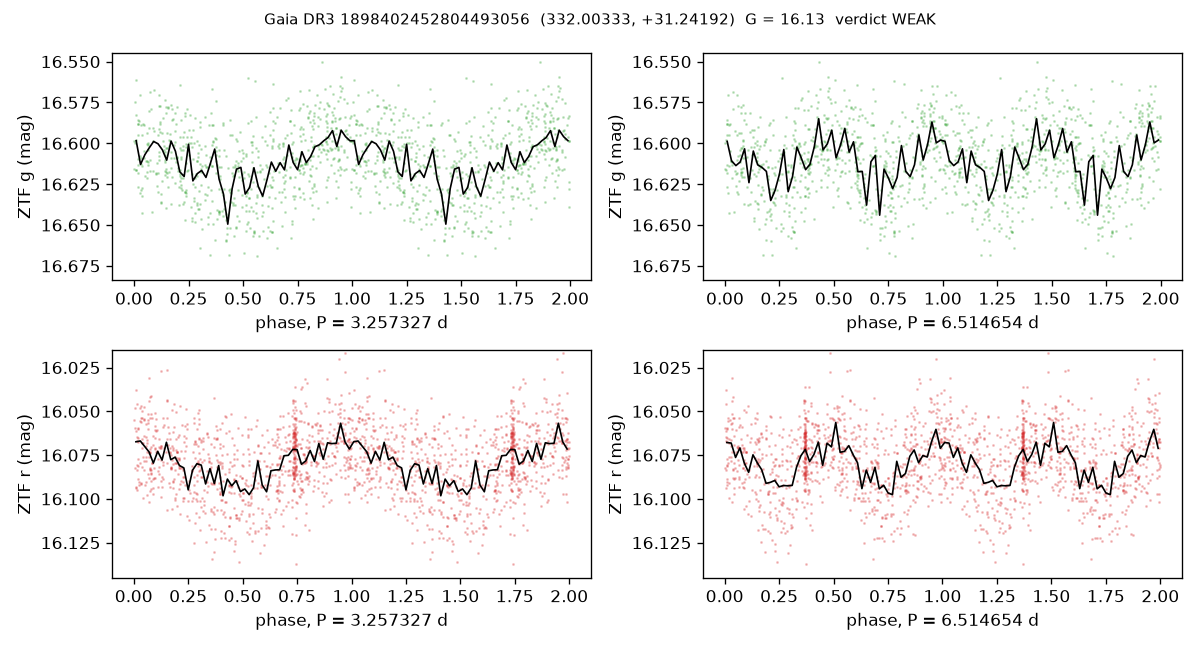 Gaia DR3 1898402452804493056 (332.00333, +31.24192) G = 16.13 verdict WEAK
16.550
16.575
16.600
16.625
16.650
16.675
ZTF g (mag)
0.00 0.25 0.50 0.75 1.00 1.25 1.50 1.75 2.00
phase, P = 3.257327 d
16.550
16.575
16.600
16.625
16.650
16.675
ZTF g (mag)
0.00 0.25 0.50 0.75 1.00 1.25 1.50 1.75 2.00
phase, P = 6.514654 d
16.025
16.050
16.075
16.100
16.125
ZTF r (mag)
0.00 0.25 0.50 0.75 1.00 1.25 1.50 1.75 2.00
phase, P = 3.257327 d
16.025
16.050
16.075
16.100
16.125
ZTF r (mag)
0.00 0.25 0.50 0.75 1.00 1.25 1.50 1.75 2.00
phase, P = 6.514654 d